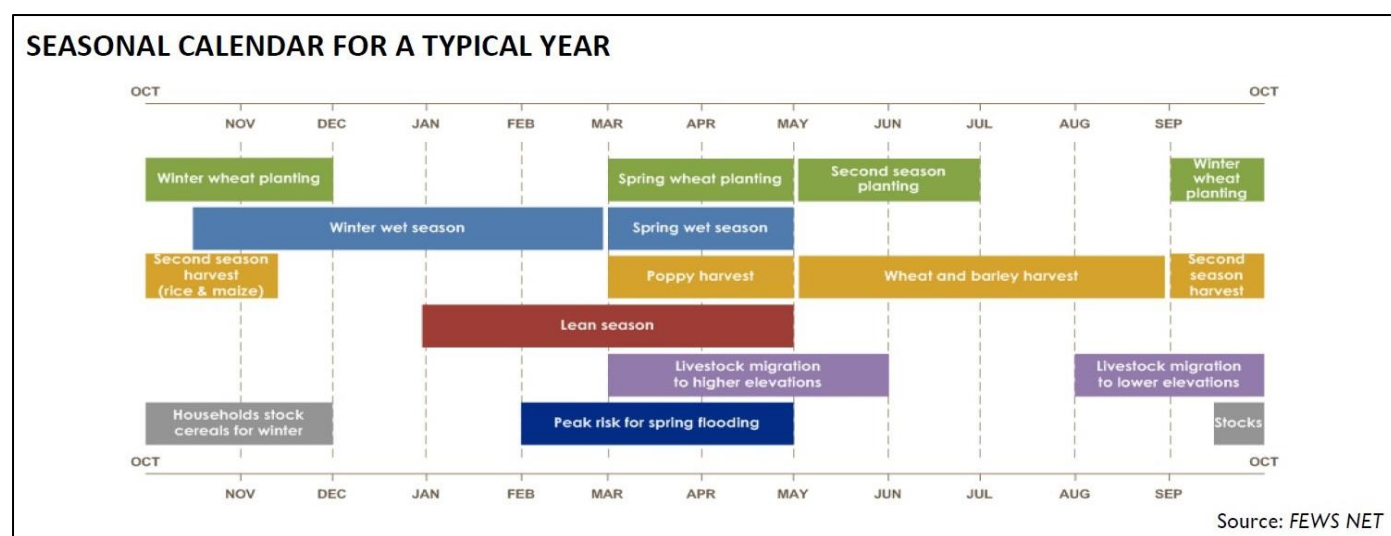 SEASONAL CALENDAR FOR A TYPICAL YEAR
OCT OCT
NOV DEC JAN FEB MAR APR MAY JUN JUL AUG SEP
Winter wheat planting
Spring wheat planting
Second season
planting
Winter
wheat
planting
Winter wet season
Spring wet season
Second season
harvest
(rice & maize)
Poppy harvest
Wheat and barley harvest
Second
season
harvest
Lean season
Livestock migration
to higher elevations
Livestock migration
to lower elevations
Households stock
cereals for winter
Peak risk for spring flooding
Stocks
OCT OCT
NOV DEC JAN FEB MAR APR MAY JUN JUL AUG SEP
Source: FEWS NET